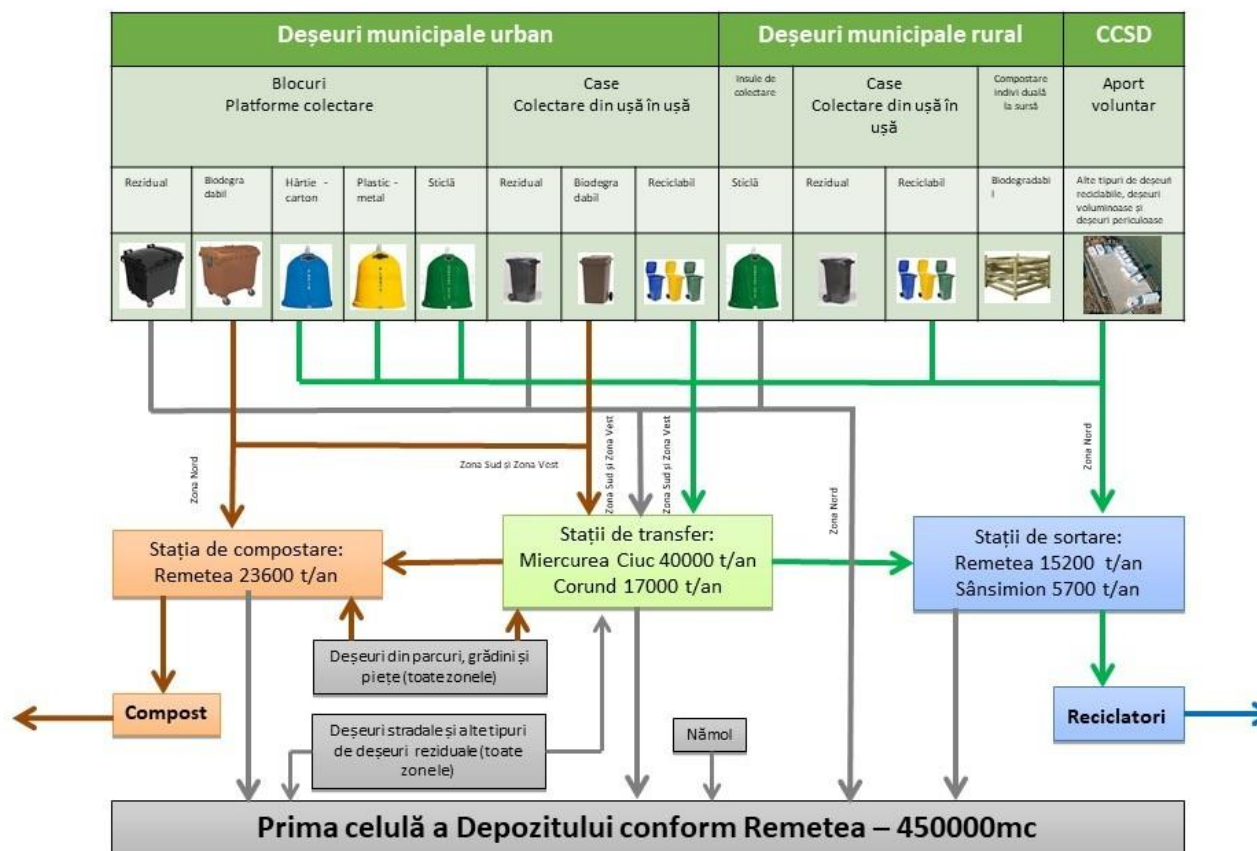 Deșeuri municipale urban
Deșeuri municipale rural
CCSD
Blocuri
Platforme colectare
Case
Colectare din ușă în ușă
Insule de
colectare
Case
Colectare din ușă în
ușă
Compostare
indivi duală
la sursă
Aport
voluntar
Rezidual
Biodegra
dabil
Hârtie -
carton
Plastic -
metal
Sticlă
Rezidual
Biodegra
dabil
Reciclabil
Sticlă
Rezidual
Reciclabil
Biodegradabi
l
Alte tipuri de deșeuri
reciclabile, deșeuri
voluminoase și
deșeuri periculoase
Zona Nord
Zona Sud și Zona Vest
Zona Sud și Zona Vest
Zona Sud și Zona Vest
Zona Nord
Zona Nord
Stația de compostare:
Remetea 23600 t/an
Stații de transfer:
Miercurea Ciuc 40000 t/an
Corund 17000 t/an
Stații de sortare:
Remetea 15200 t/an
Sânsimion 5700 t/an
Deșeuri din parcuri, grădini și
piețe (toate zonele)
Compost
Deșeuri stradale și alte tipuri
de deșeuri reziduale (toate
zonele)
Nămol
Reciclatori
Prima celulă a Depozitului conform Remetea – 450000mc